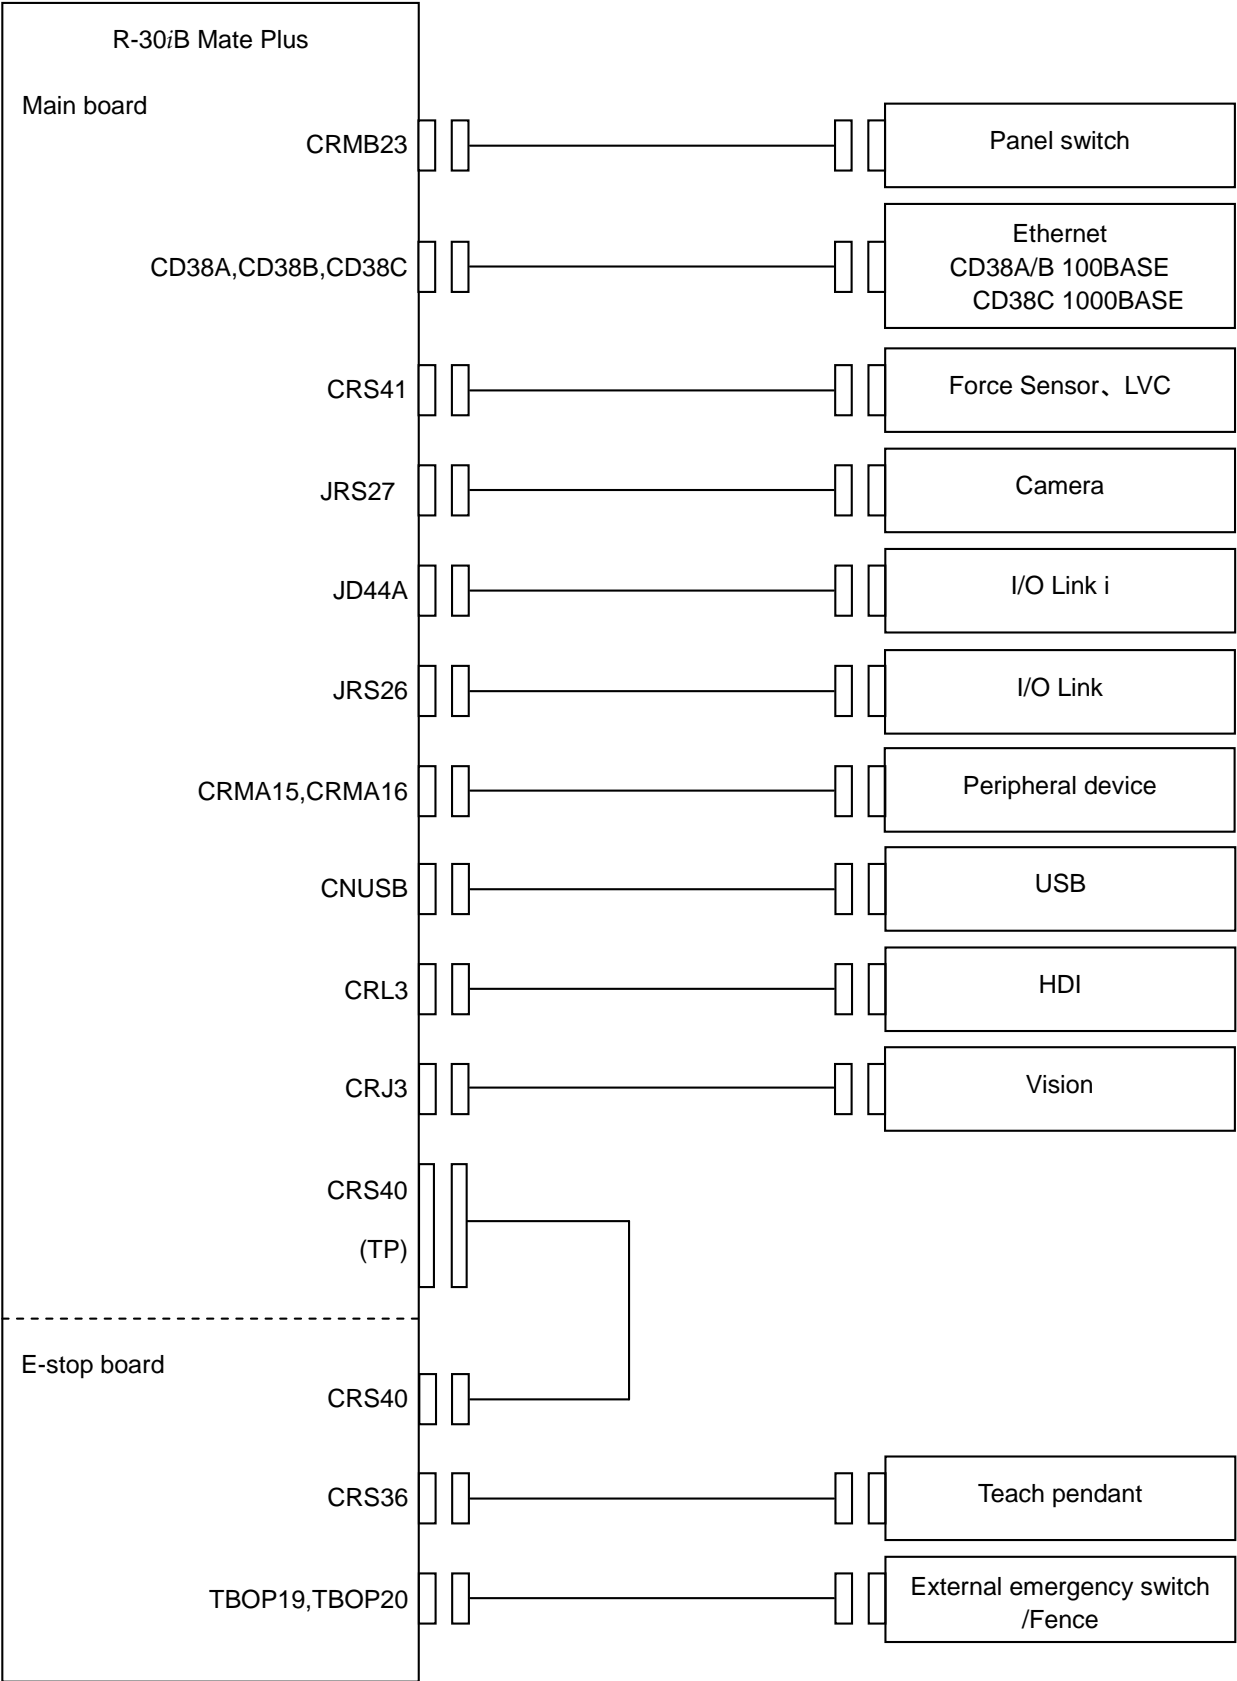 R-30iB Mate Plus
Main board
CRMB23
Panel switch
CD38A,CD38B,CD38C
Ethernet
CD38A/B 100BASE
CD38C 1000BASE
CRS41
Force Sensor、LVC
JRS27
Camera
JD44A
I/O Link i
JRS26
I/O Link
CRMA15,CRMA16
Peripheral device
CNUSB
USB
CRL3
HDI
CRJ3
Vision
CRS40
(TP)
E-stop board
CRS40
CRS36
Teach pendant
TBOP19,TBOP20
External emergency switch
/Fence